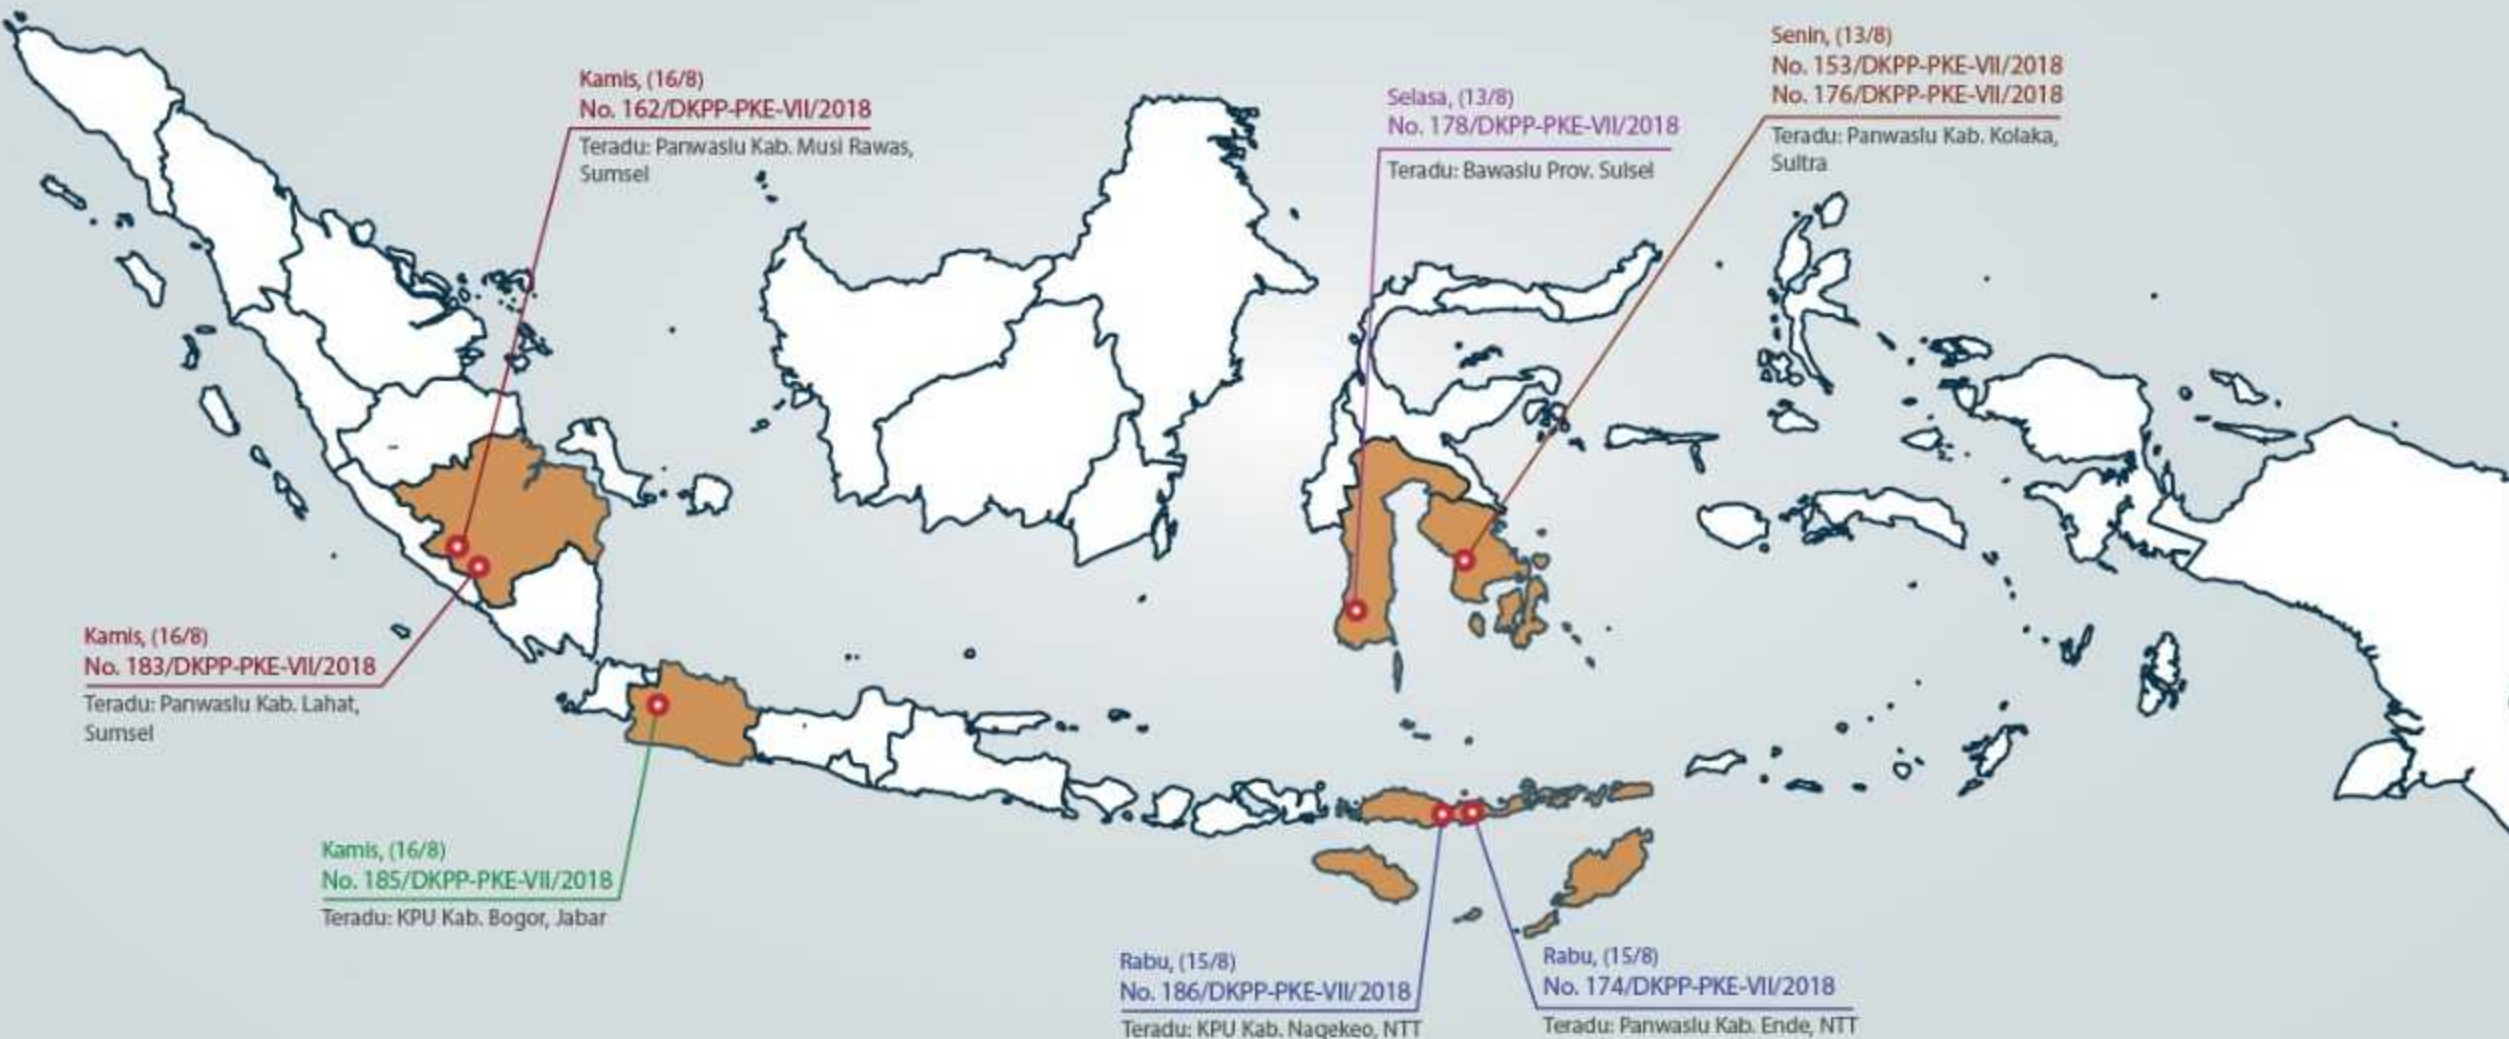 Kamis, (16/8)
No. 162/DKPP-PKE-VII/2018
Teradu: Panwaslu Kab. Musi Rawas,
Sumsel
Selasa, (13/8)
No. 178/DKPP-PKE-VII/2018
Teradu: Bawaslu Prov. Sulsel
Senin, (13/8)
No. 153/DKPP-PKE-VII/2018
No. 176/DKPP-PKE-VII/2018
Teradu: Panwaslu Kab. Kolaka,
Sultra
Kamis, (16/8)
No. 183/DKPP-PKE-VII/2018
Teradu: Panwaslu Kab. Lahat,
Sumsel
Kamis, (16/8)
No. 185/DKPP-PKE-VII/2018
Teradu: KPU Kab. Bogor, Jabar
Rabu, (15/8)
No. 186/DKPP-PKE-VII/2018
Teradu: KPU Kab. Nagekeo, NTT
Rabu, (15/8)
No. 174/DKPP-PKE-VII/2018
Teradu: Panwaslu Kab. Ende, NTT